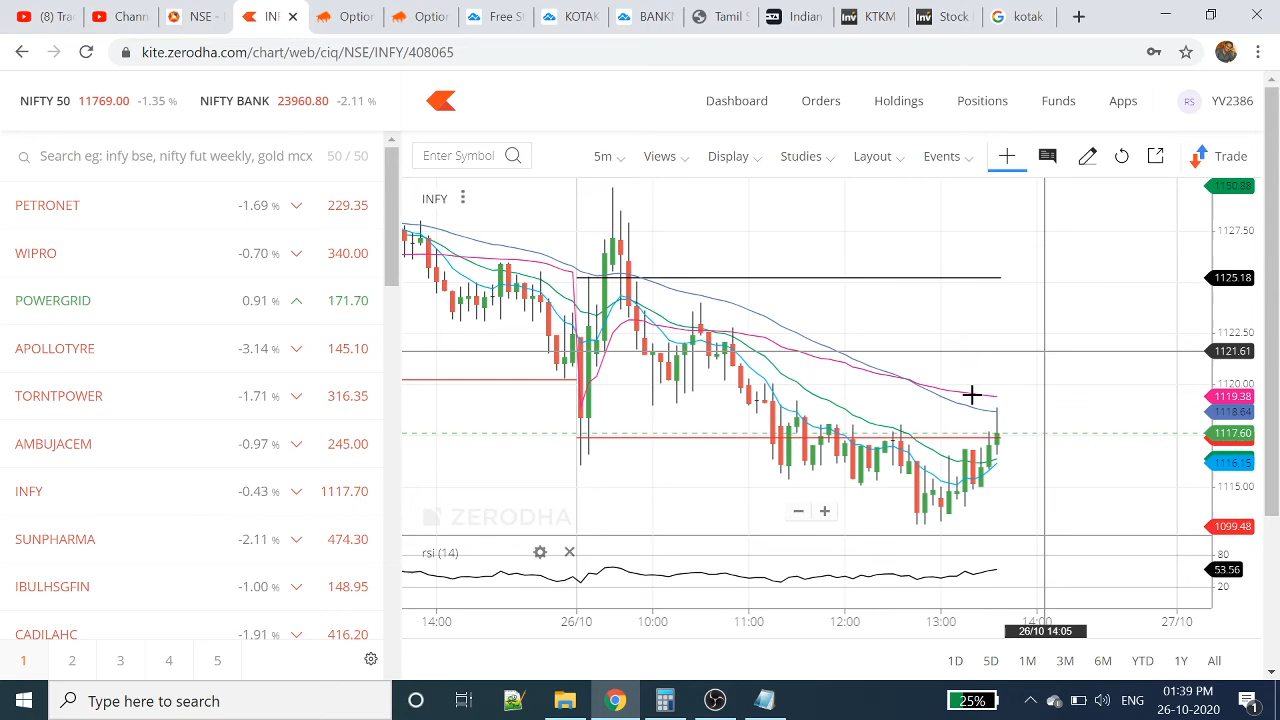 (8) Trar
Chann
NSE -
INF
Option
Option
Free St
KOTAK
BANKI
Tamil S
Indian
KTKM
Stock
kotak
kite.zerodha.com/chart/web/ciq/NSE/INFY/408065
NIFTY 50 11769.00 -1.35 % NIFTY BANK 23960.80 -2.11 %
Dashboard Orders Holdings Positions Funds Apps RS YV2386
Search eg: infy bse, nifty fut weekly, gold mcx 50 / 50
Enter Symbol 5m Views Display Studies Layout Events Trade
PETRONET -1.69 % 229.35
WIPRO -0.70 % 340.00
POWERGRID 0.91 % 171.70
APOLLOTYRE -3.14 % 145.10
TORNTPOWER -1.71 % 316.35
AMBUJACEM -0.97 % 245.00
INFY -0.43 % 1117.70
SUNPHARMA -2.11 % 474.30
IBULHSGFIN -1.00 % 148.95
CADILAHC -1.91 % 416.20
1 2 3 4 5
INFY
1150.88
1127.50
1125.18
1122.50
1121.61
1120.00
1119.38
1118.64
1117.60
1116.15
1115.00
1099.48
ZERODHA
rsi (14)
80
53.56
20
14:00 26/10 10:00 11:00 12:00 13:00 14:00 27/10
26/10 14:05
1D 5D 1M 3M 6M YTD 1Y All
Type here to search
25%
ENG
01:39 PM
26-10-2020
1